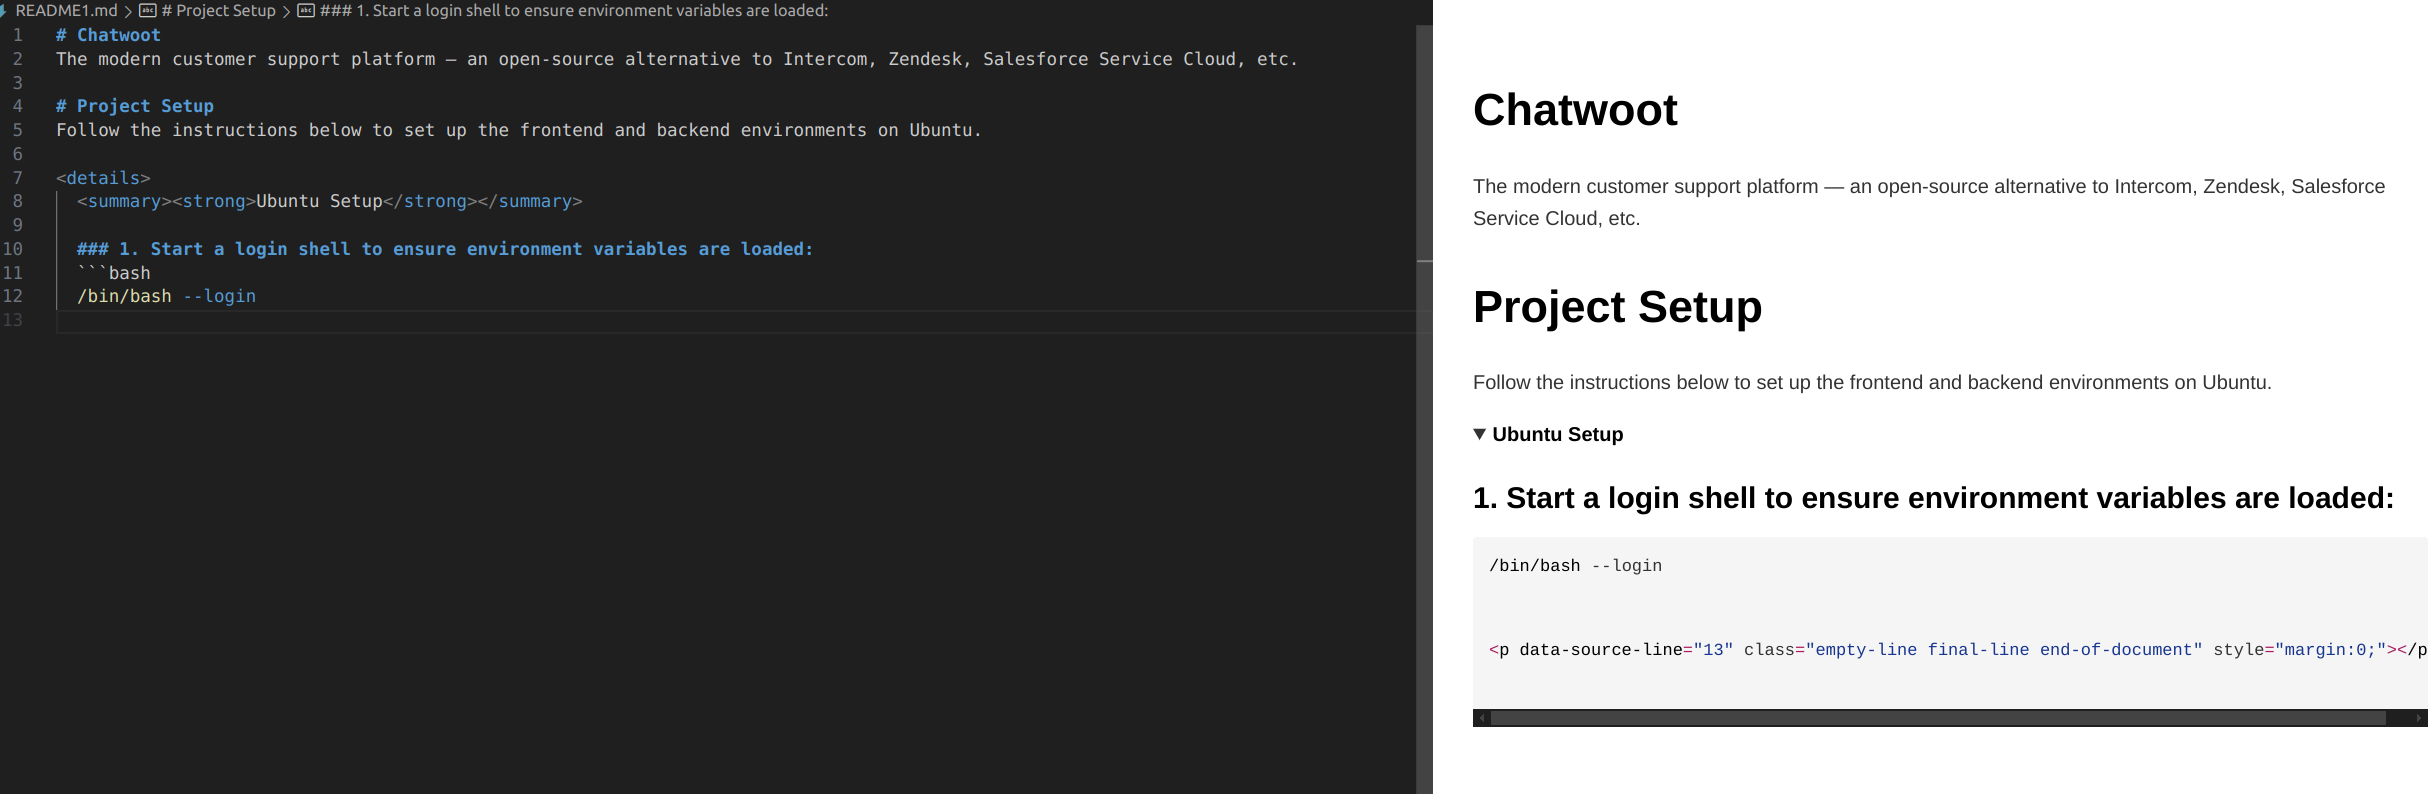 README1.md > # Project Setup > ### 1. Start a login shell to ensure environment variables are loaded:
1 # Chatwoot
2 The modern customer support platform — an open-source alternative to Intercom, Zendesk, Salesforce Service Cloud, etc.
3
4 # Project Setup
5 Follow the instructions below to set up the frontend and backend environments on Ubuntu.
6
7 <details>
8 <summary><strong>Ubuntu Setup</strong></summary>
9
10 ### 1. Start a login shell to ensure environment variables are loaded:
11 ```bash
12 /bin/bash --login
13
Chatwoot
The modern customer support platform — an open-source alternative to Intercom, Zendesk, Salesforce
Service Cloud, etc.
Project Setup
Follow the instructions below to set up the frontend and backend environments on Ubuntu.
▼ Ubuntu Setup
1. Start a login shell to ensure environment variables are loaded:
/bin/bash --login
<p data-source-line="13" class="empty-line final-line end-of-document" style="margin:0;"></p